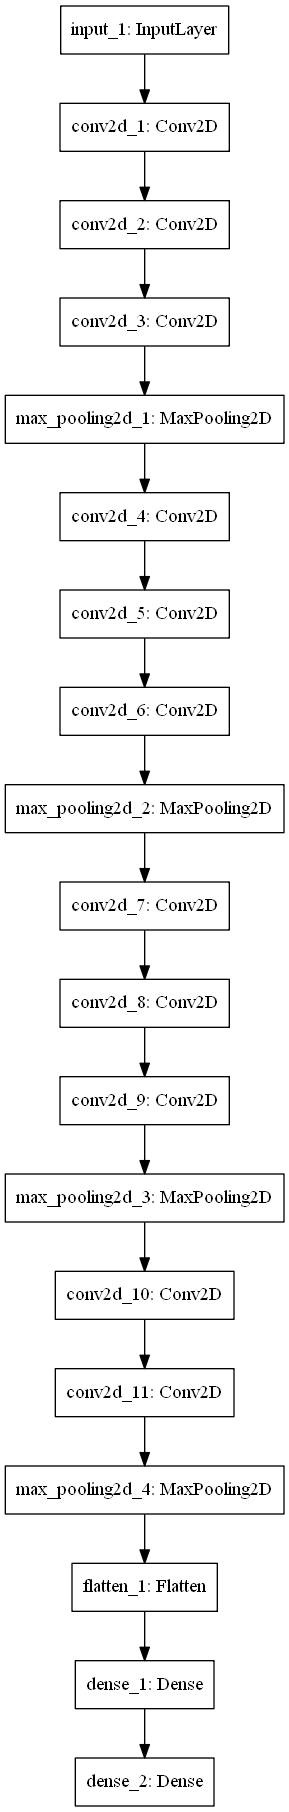 input_1: InputLayer
conv2d_1: Conv2D
conv2d_2: Conv2D
conv2d_3: Conv2D
max_pooling2d_1: MaxPooling2D
conv2d_4: Conv2D
conv2d_5: Conv2D
conv2d_6: Conv2D
max_pooling2d_2: MaxPooling2D
conv2d_7: Conv2D
conv2d_8: Conv2D
conv2d_9: Conv2D
max_pooling2d_3: MaxPooling2D
conv2d_10: Conv2D
conv2d_11: Conv2D
max_pooling2d_4: MaxPooling2D
flatten_1: Flatten
dense_1: Dense
dense_2: Dense